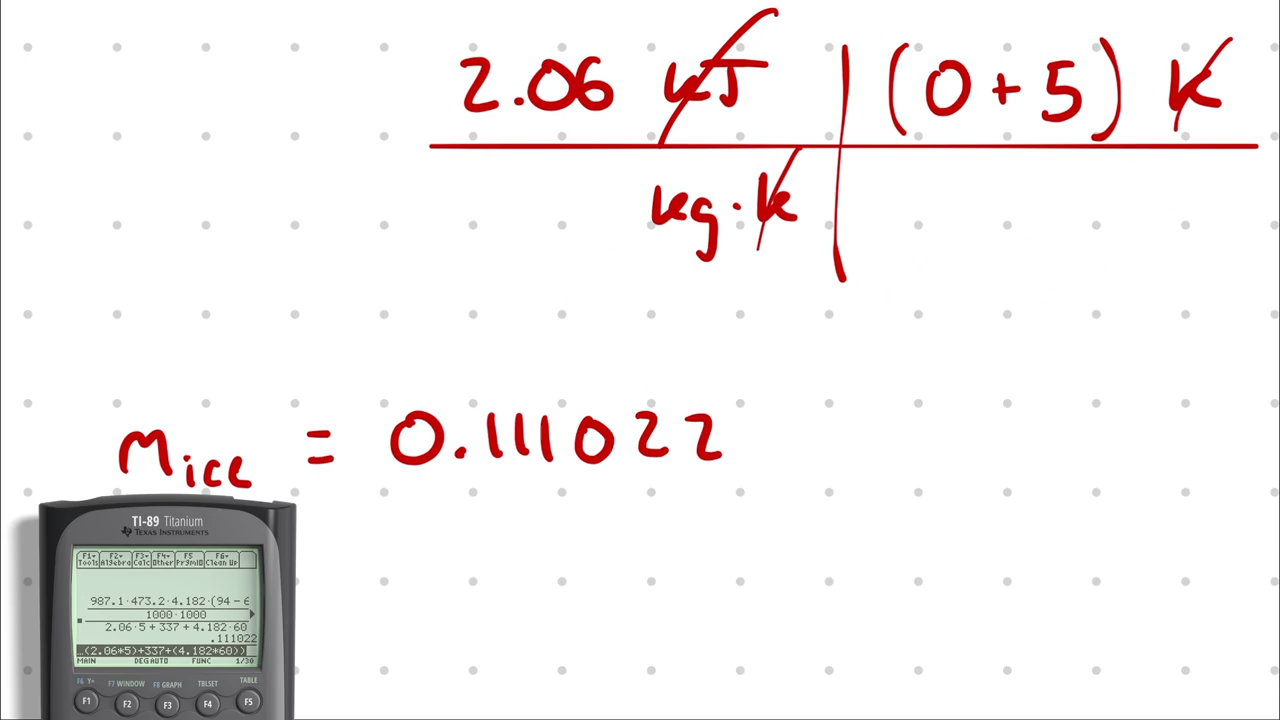 2.06 kJ (0+5) K
kg·K
mice = 0.111022
TI-89 Titanium
TEXAS INSTRUMENTS
F1 F2 F3 F4 F5 F6
Tools Algebra Calc Other PrgmIO Clean Up
987.1·473.2·4.182·(94 - 6
1000·1000
2.06·5 + 337 + 4.182·60
.111022
…(2.06*5)+337+(4.182*60))
MAIN DEG AUTO FUNC 1/30
F6 Y= F7 WINDOW F8 GRAPH TBLSET TABLE
F1 F2 F3 F4 F5